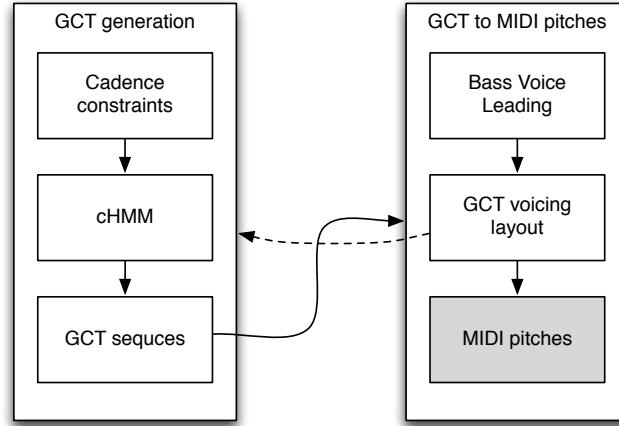 GCT generation
Cadence
constraints
cHMM
GCT sequces
GCT to MIDI pitches
Bass Voice
Leading
GCT voicing
layout
MIDI pitches